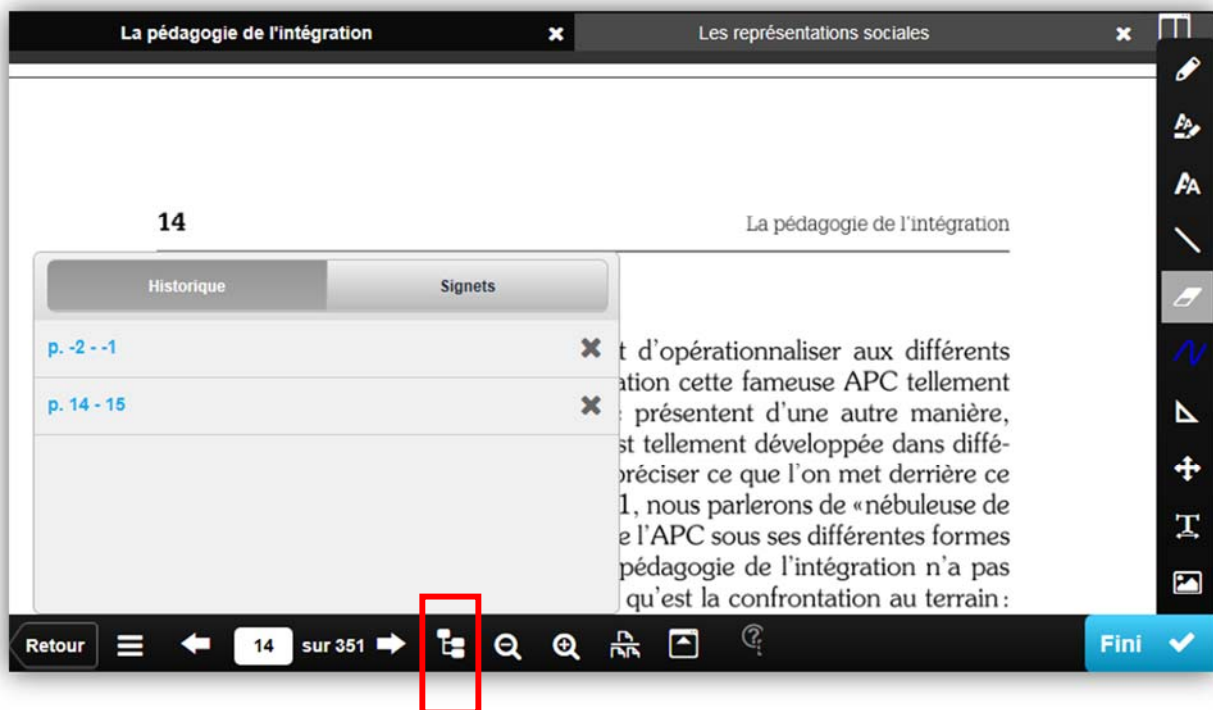 La pédagogie de l'intégration
Les représentations sociales
14
La pédagogie de l'intégration
Historique
Signets
p. -2 - -1
p. 14 - 15
t d'opérationnaliser aux différents
ation cette fameuse APC tellement
présentent d'une autre manière,
st tellement développée dans diffé-
préciser ce que l'on met derrière ce
1, nous parlerons de «nébuleuse de
e l'APC sous ses différentes formes
pédagogie de l'intégration n'a pas
qu'est la confrontation au terrain:
Retour
14
sur 351
Fini